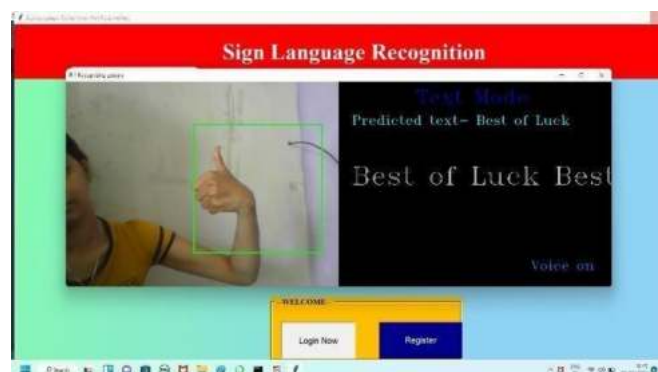 Sign Language Recognition
Text Mode
Predicted text- Best of Luck
Best of Luck Best
Voice on
WELCOME
Login Now
Register